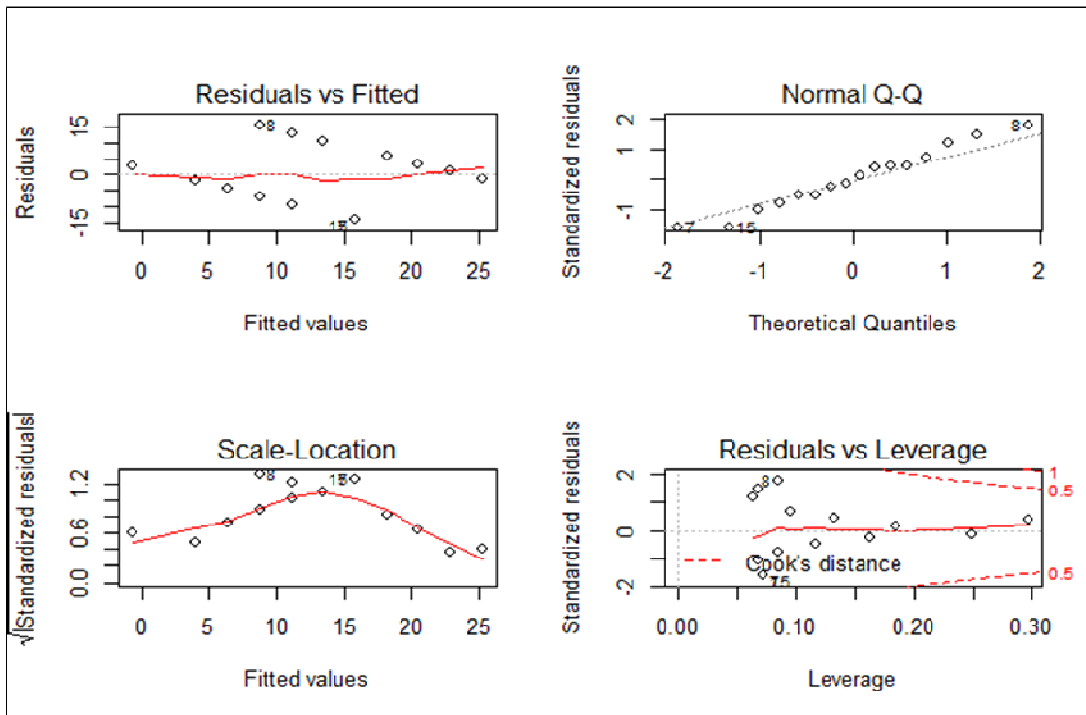 Residuals vs Fitted
Residuals
15
0
-15
8
15
0 5 10 15 20 25
Fitted values
Normal Q-Q
Standardized residuals
2
1
-1
8
7
15
-2 -1 0 1 2
Theoretical Quantiles
Scale-Location
√|Standardized residuals|
1.2
0.6
0.0
8
15
0 5 10 15 20 25
Fitted values
Residuals vs Leverage
Standardized residuals
2
0
-2
8
1
0.5
Cook's distance
0.5
15
0.00 0.10 0.20 0.30
Leverage